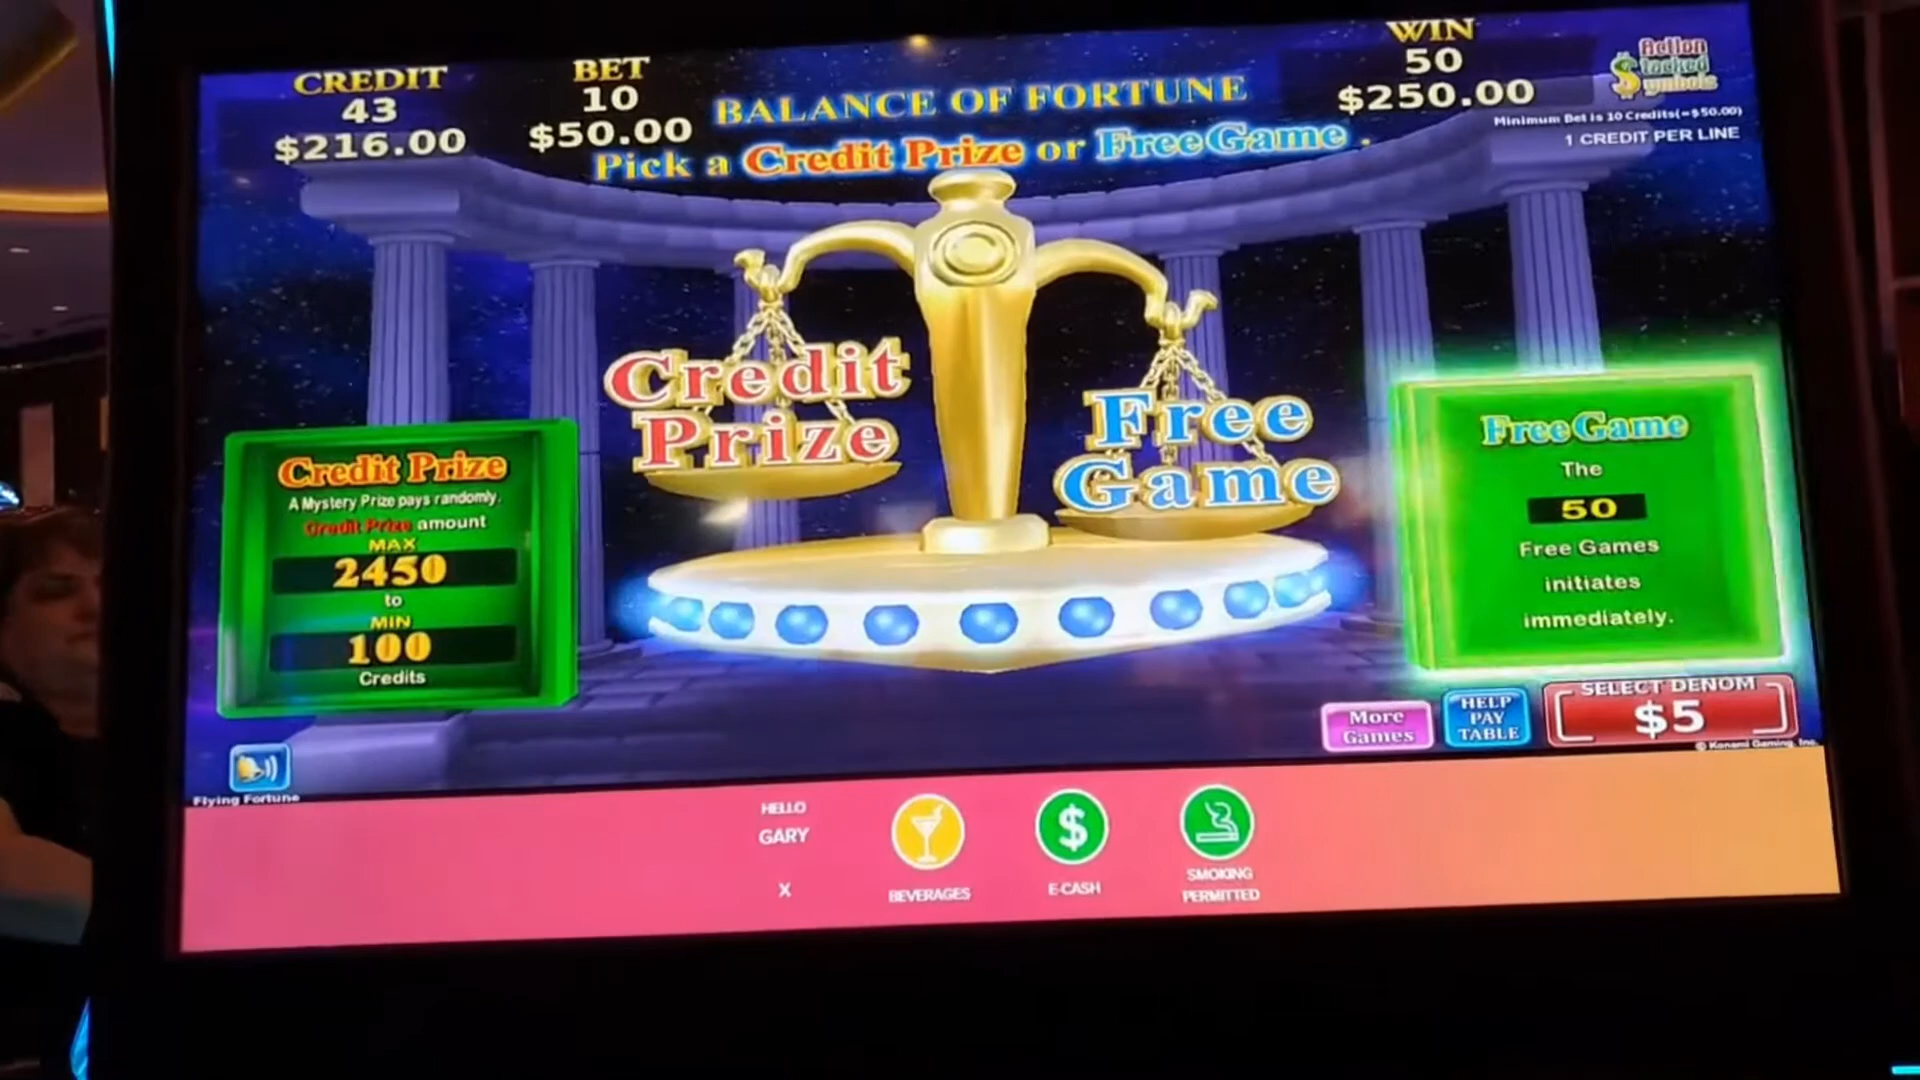 CREDIT
43
$216.00
BET
10
$50.00
WIN
50
$250.00
Action
$tacked
$ymbols
Minimum Bet is 10 Credits(=$50.00)
1 CREDIT PER LINE
BALANCE OF FORTUNE
Pick a Credit Prize or Free Game .
Credit
Prize
Free
Game
Credit Prize
A Mystery Prize pays randomly.
Credit Prize amount
MAX
2450
to
MIN
100
Credits
Free Game
The
50
Free Games
initiates
immediately.
More
Games
HELP
PAY
TABLE
SELECT DENOM
$5
© Konami Gaming, Inc.
Flying Fortune
HELLO
GARY
X
BEVERAGES
$
E-CASH
SMOKING
PERMITTED